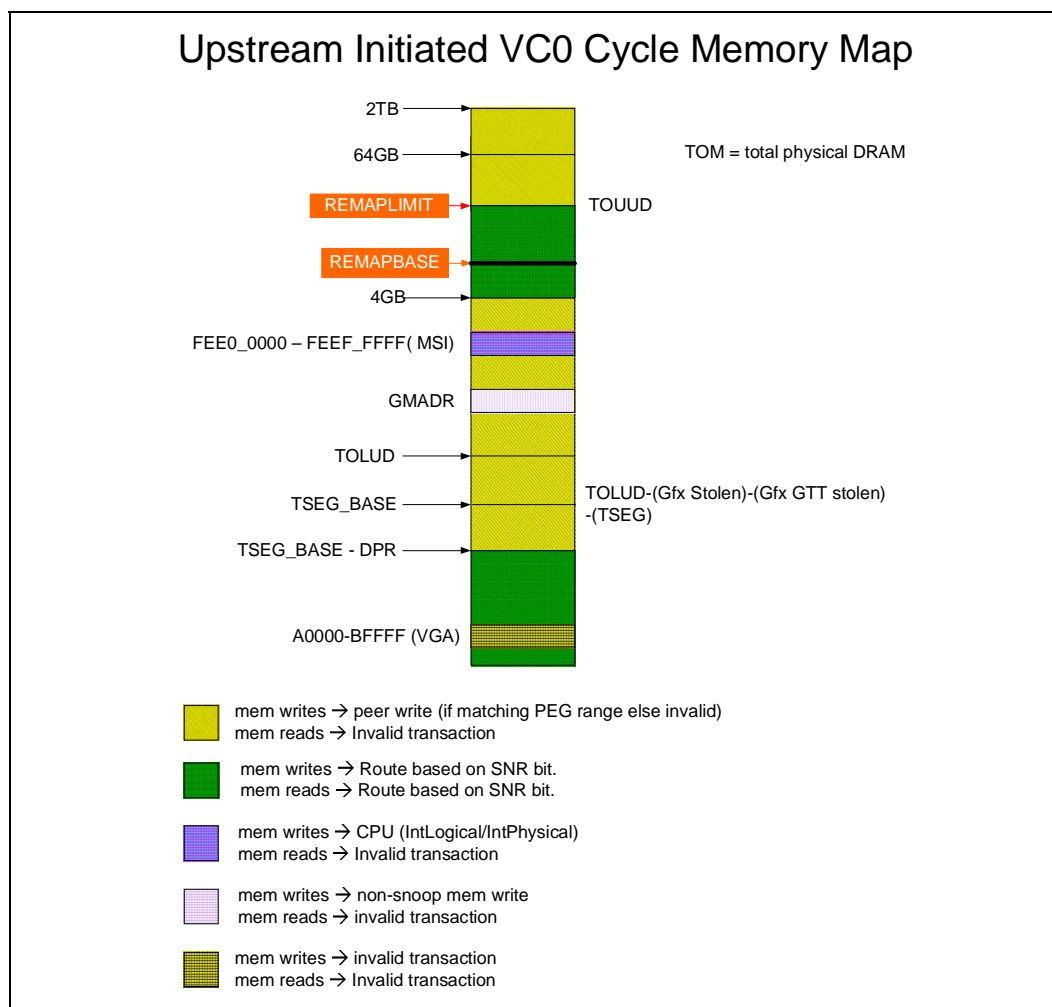 Upstream Initiated VC0 Cycle Memory Map
2TB
64GB
TOM = total physical DRAM
REMAPLIMIT
TOUUD
REMAPBASE
4GB
FEE0_0000 – FEEF_FFFF( MSI)
GMADR
TOLUD
TSEG_BASE
TOLUD-(Gfx Stolen)-(Gfx GTT stolen)
-(TSEG)
TSEG_BASE - DPR
A0000-BFFFF (VGA)
mem writes → peer write (if matching PEG range else invalid)
mem reads → Invalid transaction
mem writes → Route based on SNR bit.
mem reads → Route based on SNR bit.
mem writes → CPU (IntLogical/IntPhysical)
mem reads → Invalid transaction
mem writes → non-snoop mem write
mem reads → invalid transaction
mem writes → invalid transaction
mem reads → Invalid transaction